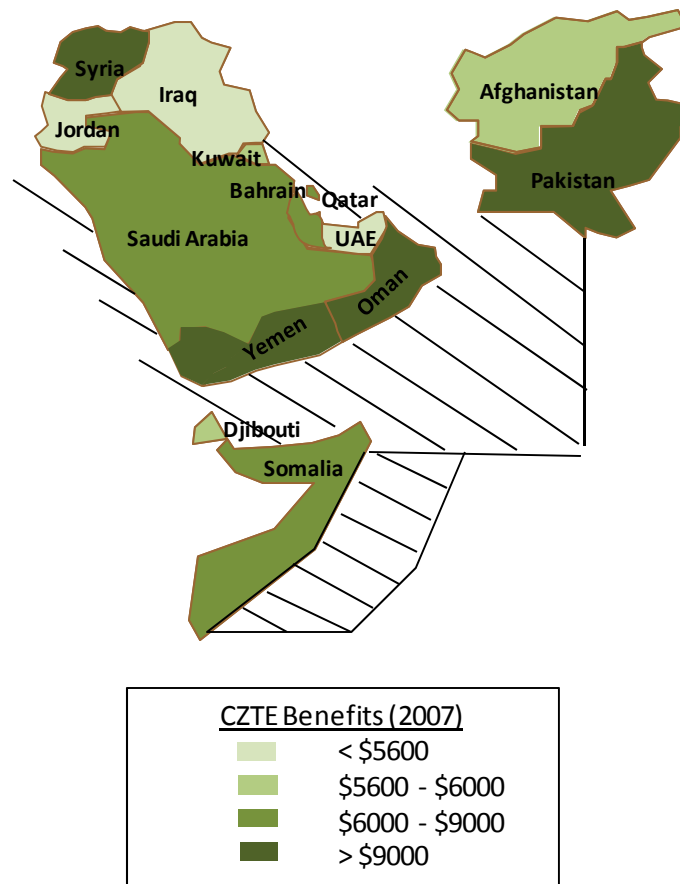 Syria
Afghanistan
Iraq
Jordan
Kuwait
Pakistan
Bahrain
Qatar
Saudi Arabia
UAE
Oman
Yemen
Djibouti
Somalia
CZTE Benefits (2007)
< $5600
$5600 - $6000
$6000 - $9000
> $9000